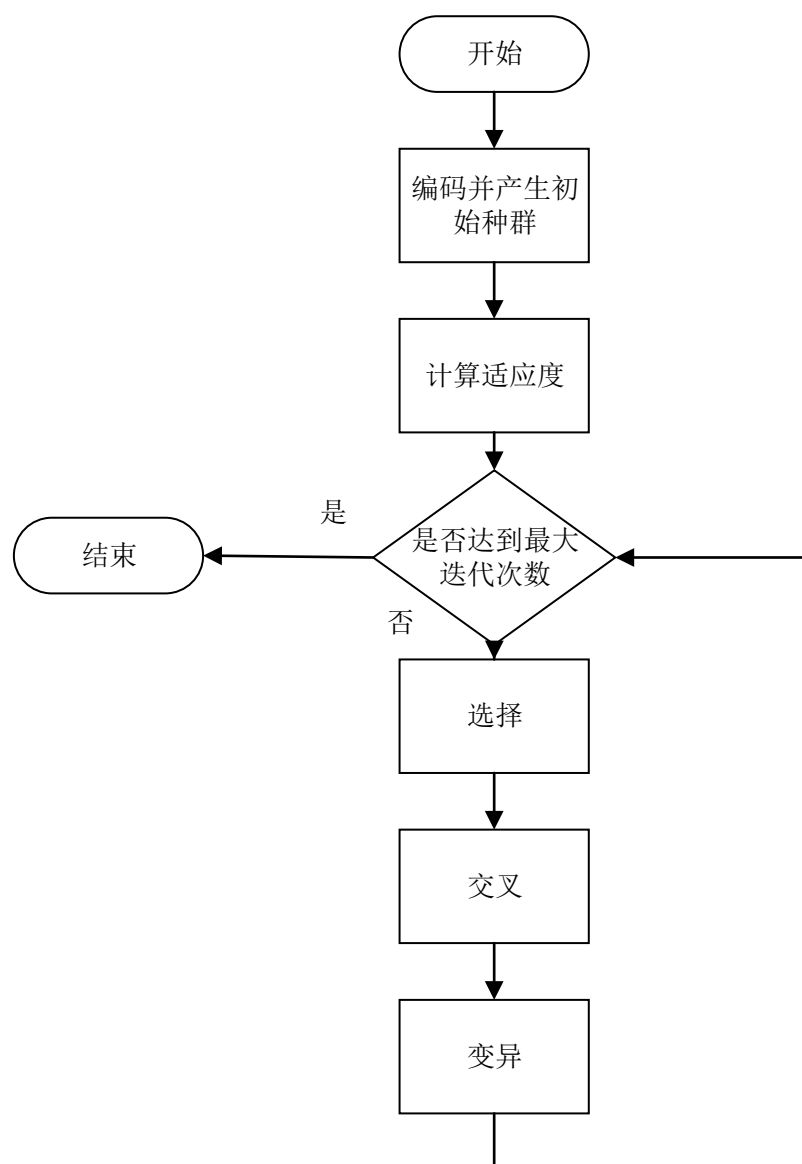 开始
编码并产生初
始种群
计算适应度
是
结束
是否达到最大
迭代次数
否
选择
交叉
变异